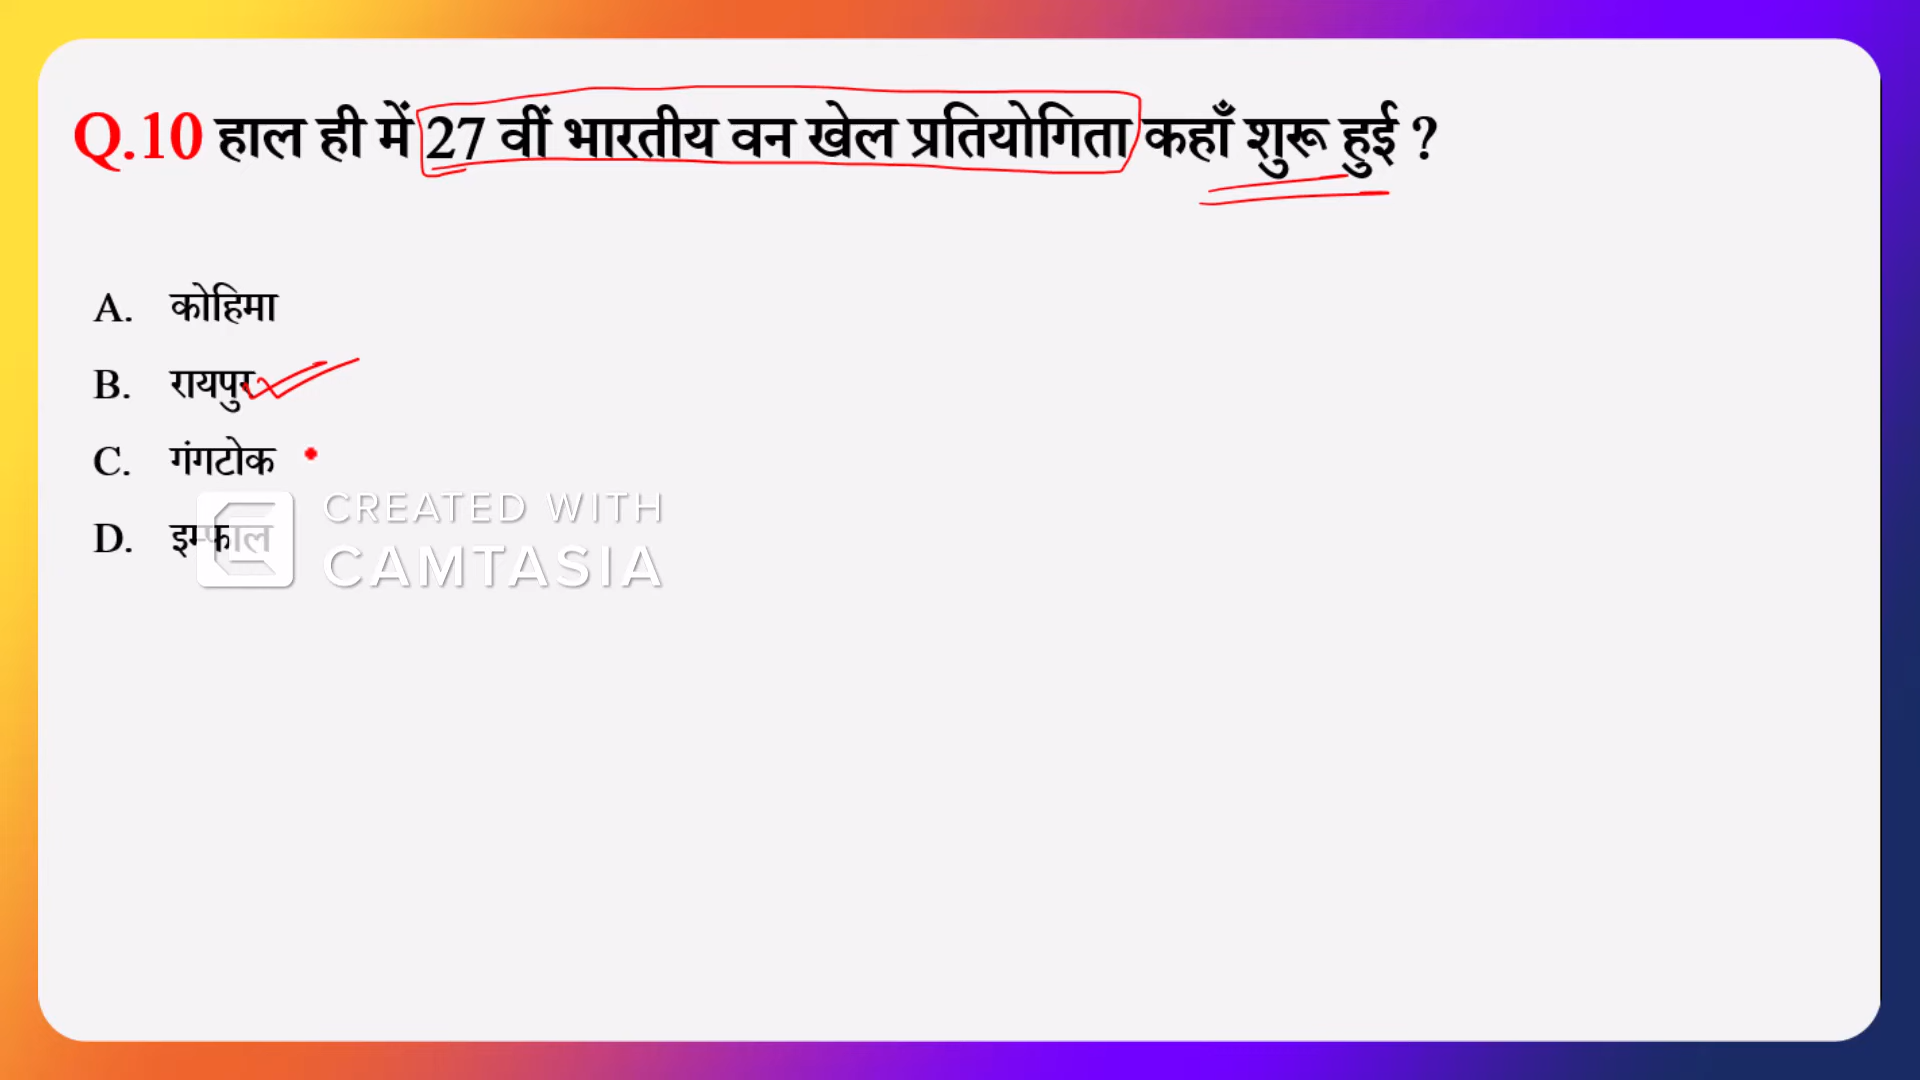 Q.10 हाल ही में 27 वीं भारतीय वन खेल प्रतियोगिता कहाँ शुरू हुई ?
A. कोहिमा
B. रायपुर
C. गंगटोक
D. इम्फाल
CREATED WITH
CAMTASIA